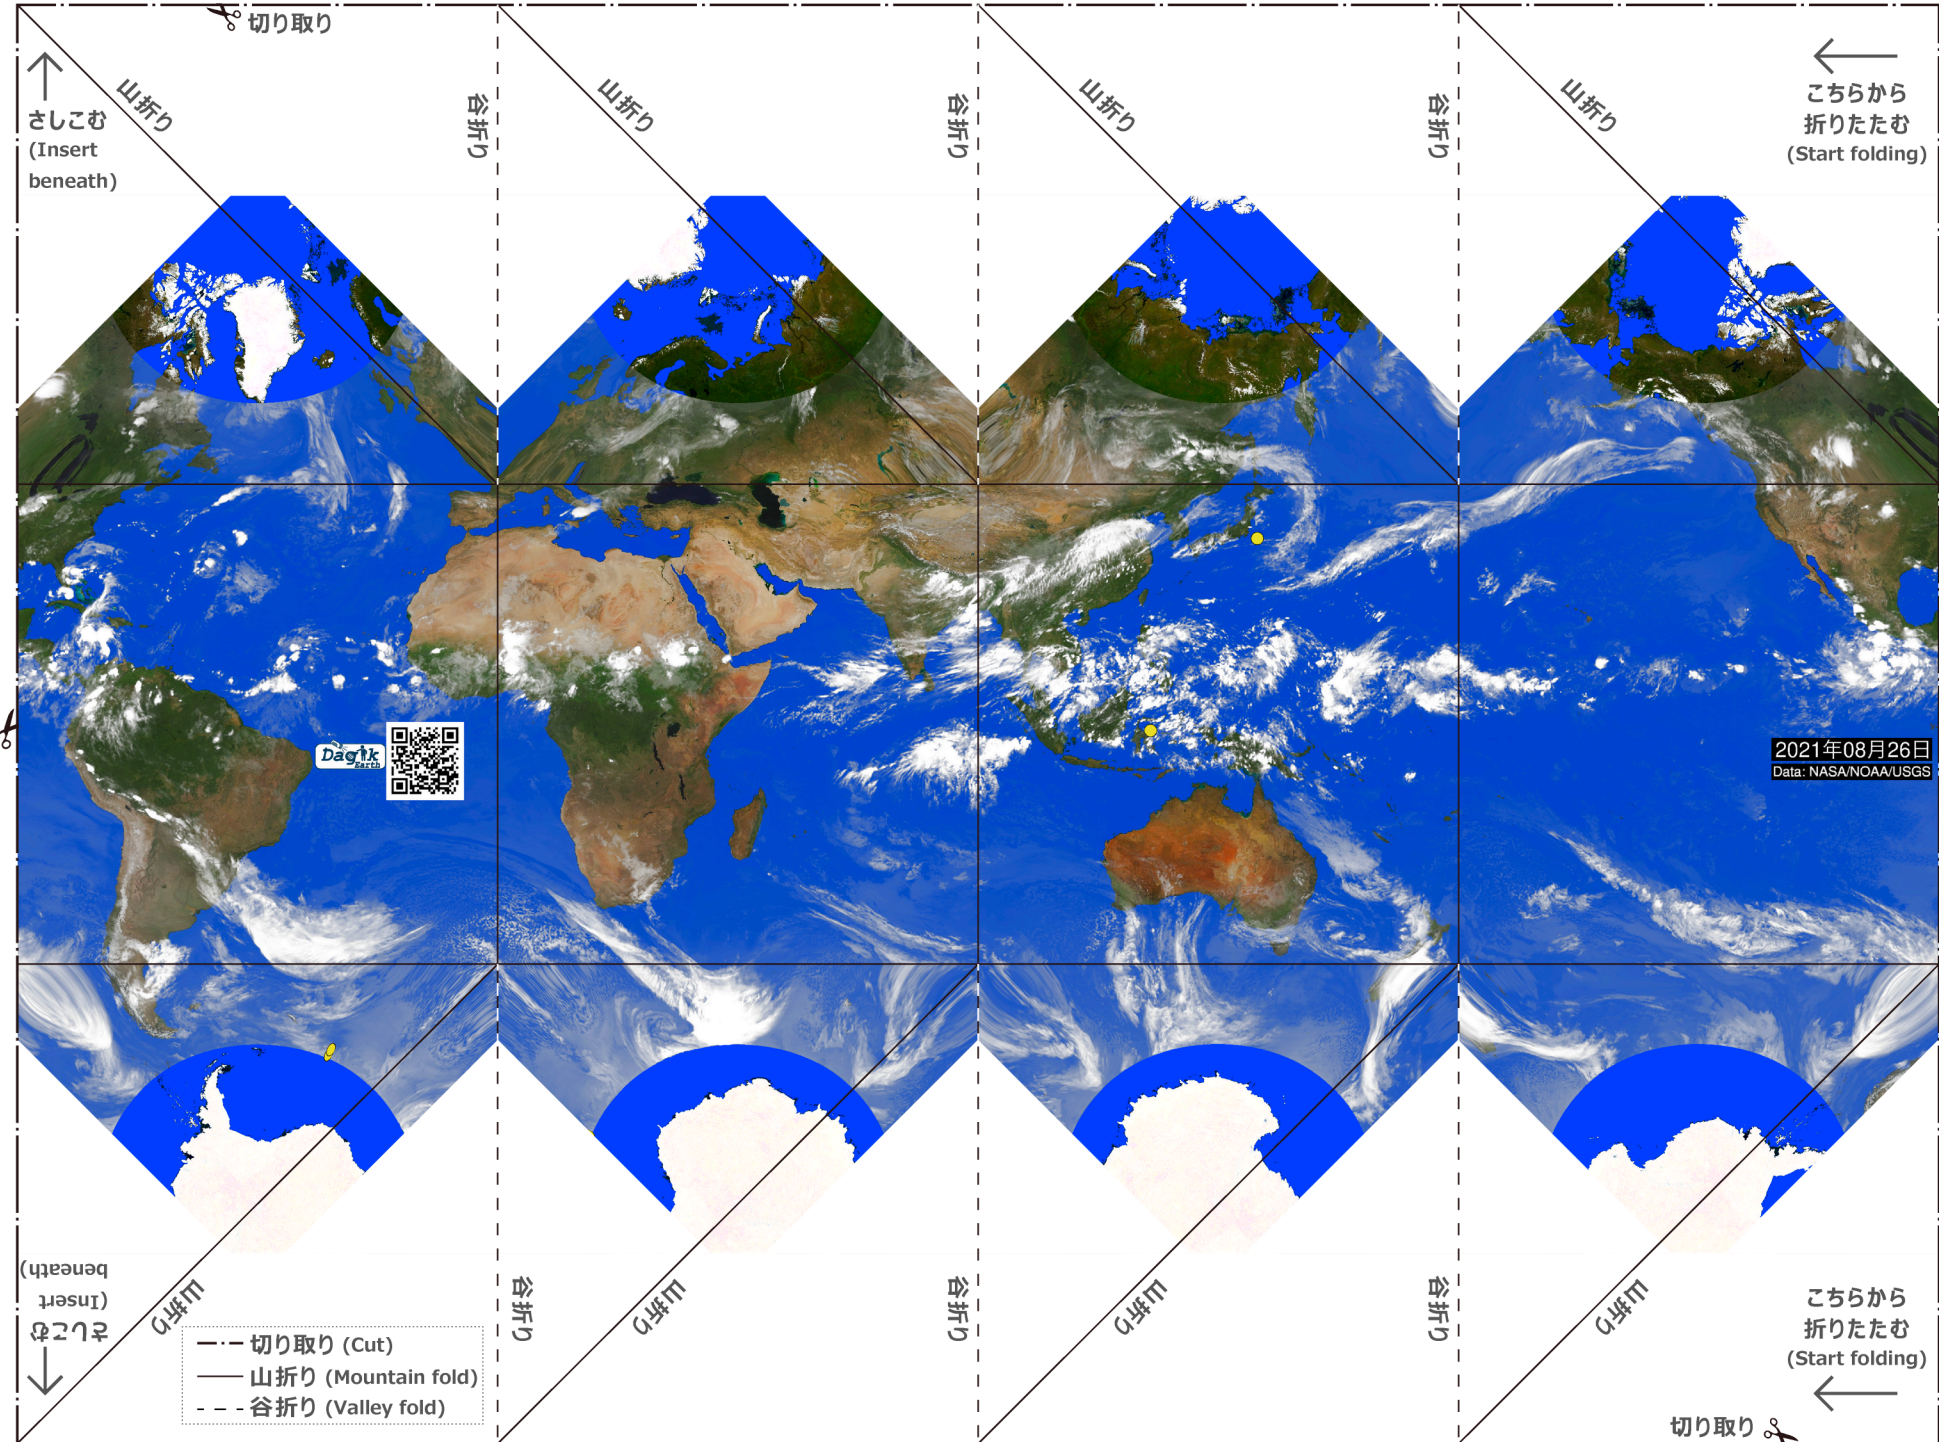 切り取り
さしこむ
(Insert
beneath)
山折り
谷折り
山折り
谷折り
山折り
谷折り
山折り
こちらから
折りたたむ
(Start folding)
Dagik
Earth
2021年08月26日
Data: NASA/NOAA/USGS
さしこむ
(Insert
beneath)
山折り
谷折り
山折り
谷折り
山折り
谷折り
山折り
こちらから
折りたたむ
(Start folding)
切り取り (Cut)
山折り (Mountain fold)
谷折り (Valley fold)
切り取り